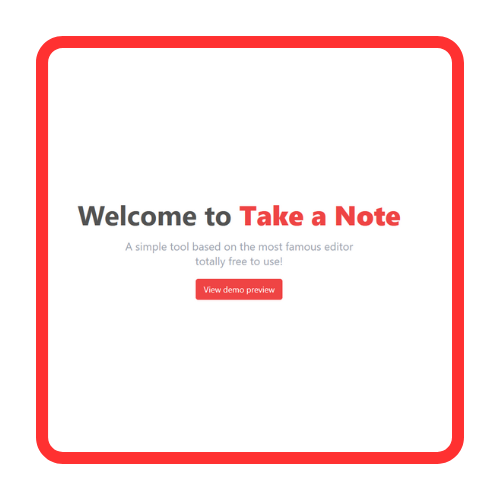 Welcome to Take a Note
A simple tool based on the most famous editor
totally free to use!
View demo preview